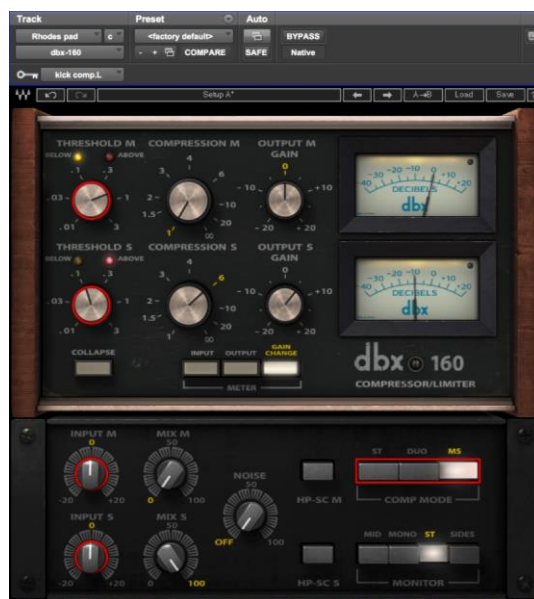 Track Preset Auto
Rhodes pad c <factory default> BYPASS
dbx-160 - + COMPARE SAFE Native
kick comp.L
Setup A* A→B Load Save
THRESHOLD M COMPRESSION M OUTPUT M GAIN
BELOW ABOVE
.01 .03 .1 .3 1 3
1 1.5 2 3 4 6 10 20 ∞
-20 -10 0 +10 +20
-40 -30 -20 -10 0 +10 +20
DECIBELS
dbx
THRESHOLD S COMPRESSION S OUTPUT S GAIN
BELOW ABOVE
.01 .03 .1 .3 1 3
1 1.5 2 3 4 6 10 20 ∞
-20 -10 0 +10 +20
-40 -30 -20 -10 0 +10 +20
DECIBELS
dbx
COLLAPSE INPUT OUTPUT GAIN CHANGE
METER
dbx 160
COMPRESSOR/LIMITER
INPUT M MIX M
0 50
-20 +20 0 100
NOISE
50
OFF 100
HP-SC M
ST DUO MS
COMP MODE
INPUT S MIX S
0 50
-20 +20 0 100
HP-SC S
MID MONO ST SIDES
MONITOR